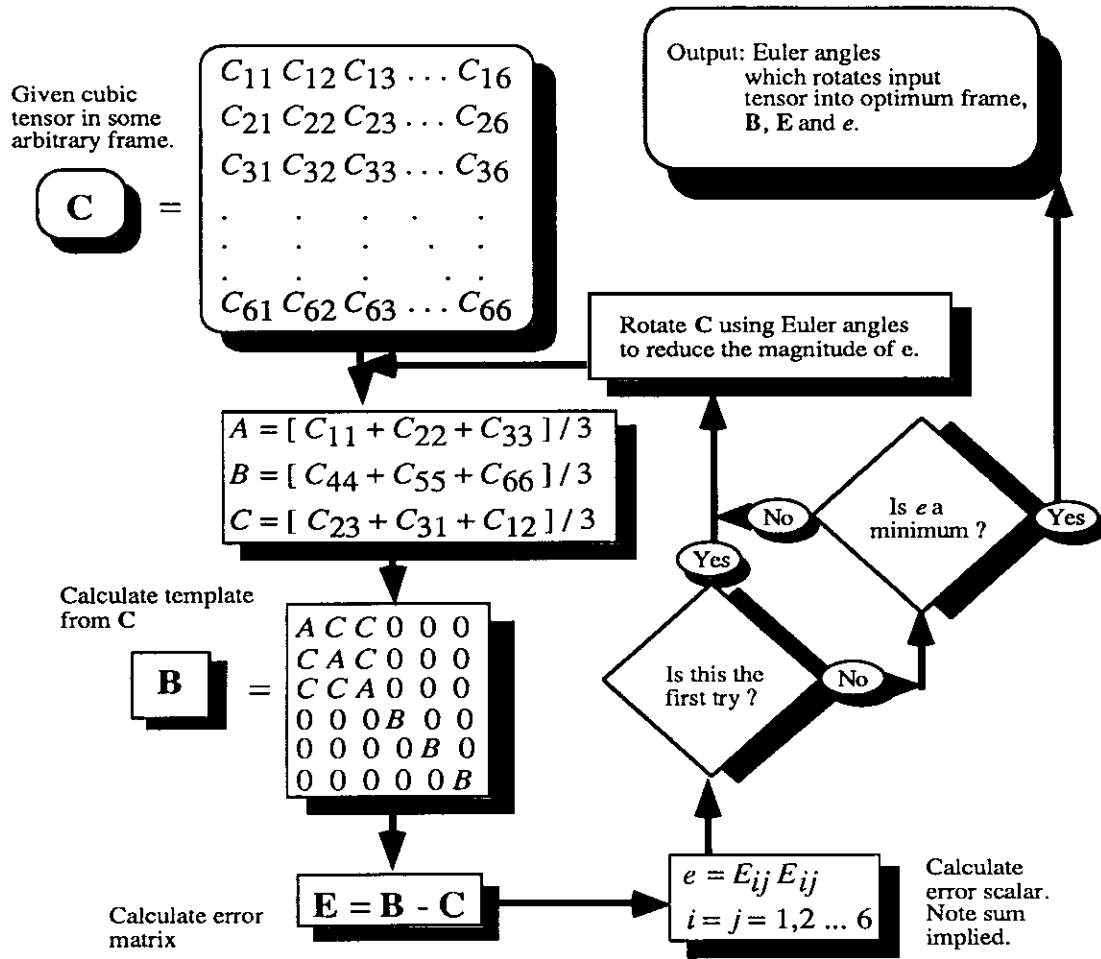 Given cubic
tensor in some
arbitrary frame.
C =
C11 C12 C13 ... C16
C21 C22 C23 ... C26
C31 C32 C33 ... C36
. . . . .
. . . . .
. . . . .
C61 C62 C63 ... C66
Output: Euler angles
which rotates input
tensor into optimum frame,
B, E and e.
Rotate C using Euler angles
to reduce the magnitude of e.
A = [ C11 + C22 + C33 ] / 3
B = [ C44 + C55 + C66 ] / 3
C = [ C23 + C31 + C12 ] / 3
Is e a
minimum ?
No
Yes
Yes
Is this the
first try ?
No
Calculate template
from C
B =
A C C 0 0 0
C A C 0 0 0
C C A 0 0 0
0 0 0 B 0 0
0 0 0 0 B 0
0 0 0 0 0 B
Calculate error
matrix
E = B - C
e = Eij Eij
i = j = 1,2 ... 6
Calculate
error scalar.
Note sum
implied.